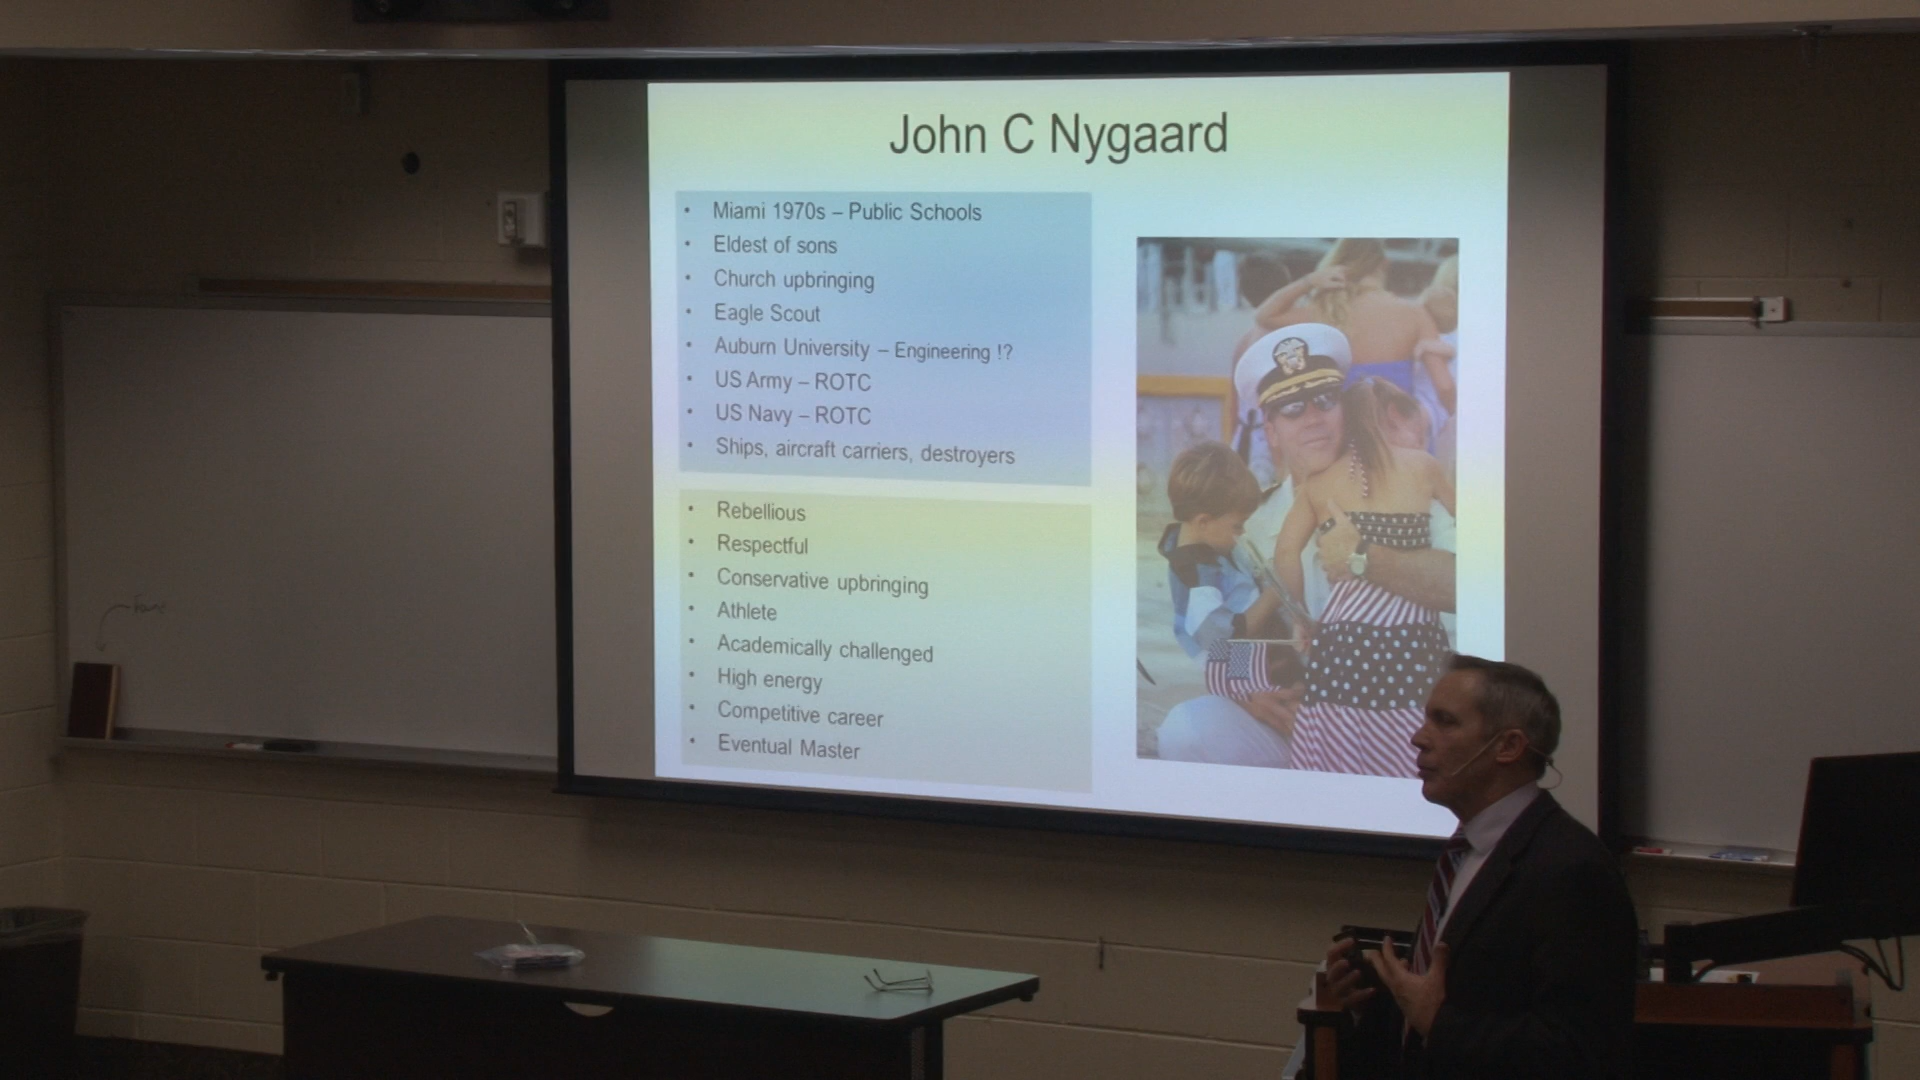 John C Nygaard
• Miami 1970s – Public Schools
• Eldest of sons
• Church upbringing
• Eagle Scout
• Auburn University – Engineering !?
• US Army – ROTC
• US Navy – ROTC
• Ships, aircraft carriers, destroyers
• Rebellious
• Respectful
• Conservative upbringing
• Athlete
• Academically challenged
• High energy
• Competitive career
• Eventual Master